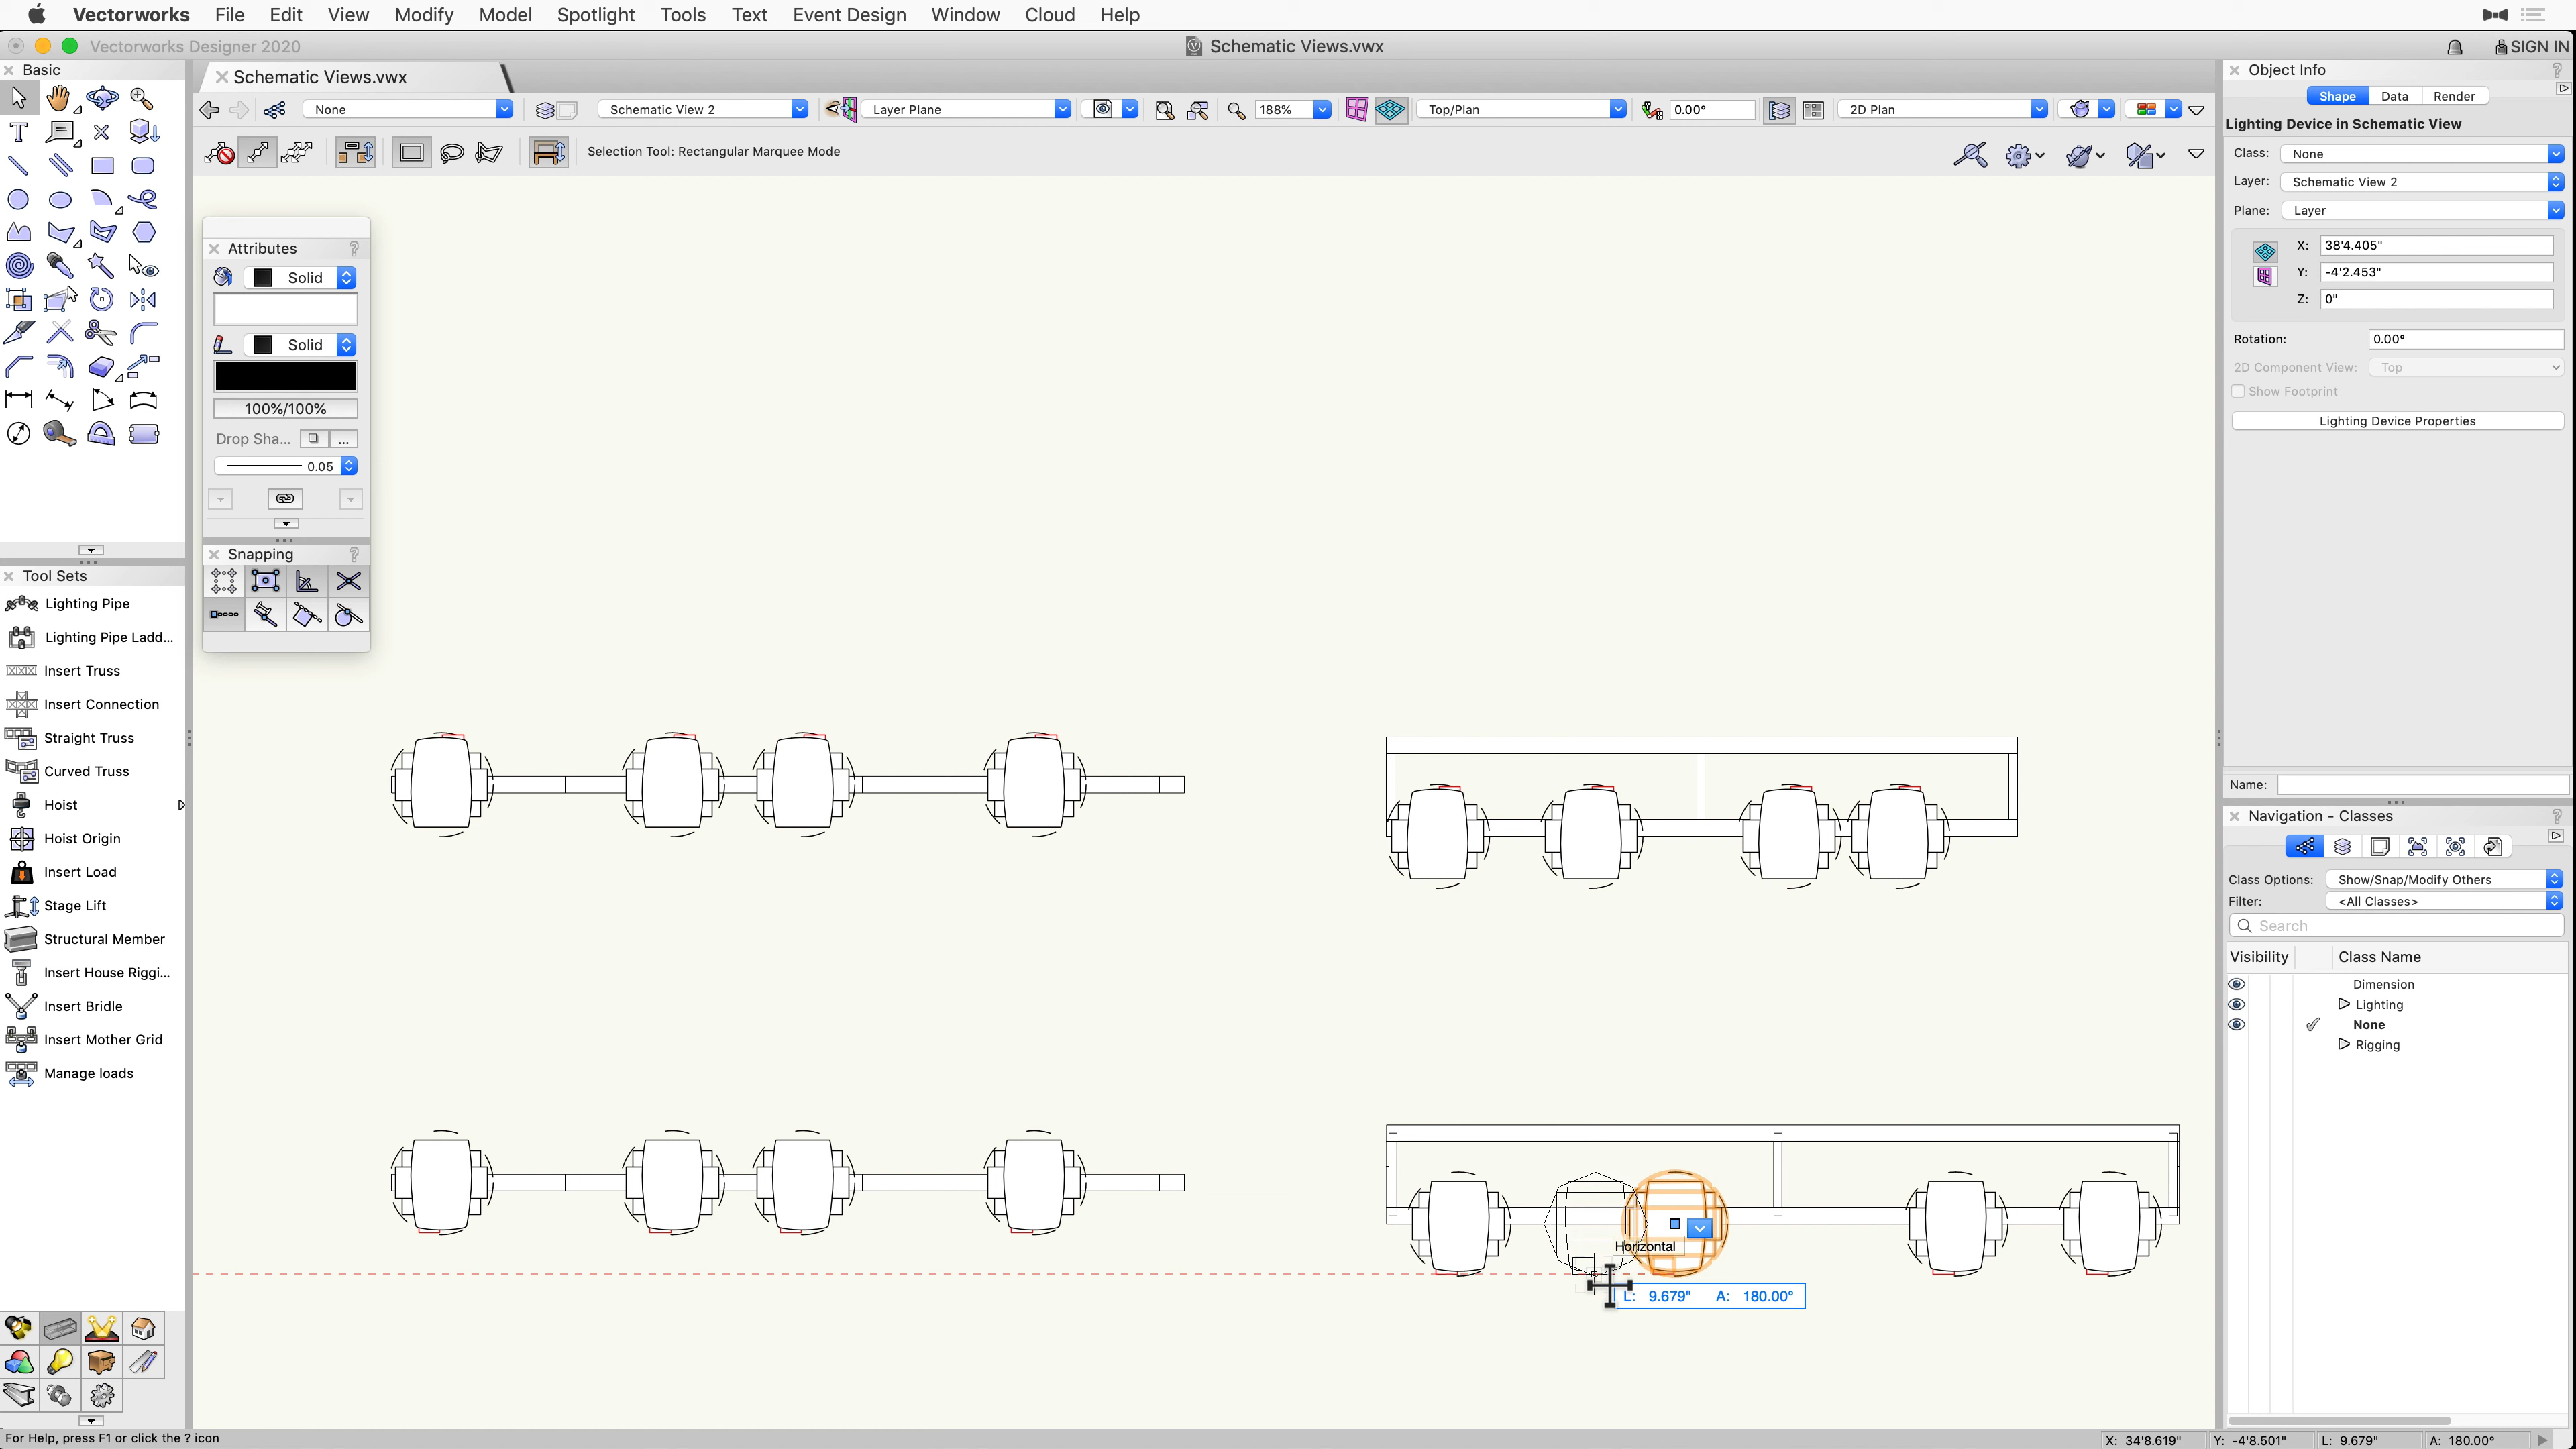 Vectorworks File Edit View Modify Model Spotlight Tools Text Event Design Window Cloud Help
Vectorworks Designer 2020
Schematic Views.vwx
SIGN IN
Basic
Schematic Views.vwx
None
Schematic View 2
Layer Plane
188%
Top/Plan
0.00°
2D Plan
Selection Tool: Rectangular Marquee Mode
Attributes
?
Solid
Solid
100%/100%
Drop Sha...
...
0.05
Snapping
?
Tool Sets
Lighting Pipe
Lighting Pipe Ladd...
Insert Truss
Insert Connection
Straight Truss
Curved Truss
Hoist
Hoist Origin
Insert Load
Stage Lift
Structural Member
Insert House Riggi...
Insert Bridle
Insert Mother Grid
Manage loads
Horizontal
L: 9.679" A: 180.00°
Object Info
?
Shape Data Render
Lighting Device in Schematic View
Class: None
Layer: Schematic View 2
Plane: Layer
X: 38'4.405"
Y: -4'2.453"
Z: 0"
Rotation: 0.00°
2D Component View: Top
Show Footprint
Lighting Device Properties
Name:
Navigation - Classes
?
Class Options: Show/Snap/Modify Others
Filter: <All Classes>
Search
Visibility Class Name
Dimension
Lighting
None
Rigging
For Help, press F1 or click the ? icon
X: 34'8.619" Y: -4'8.501" L: 9.679" A: 180.00°